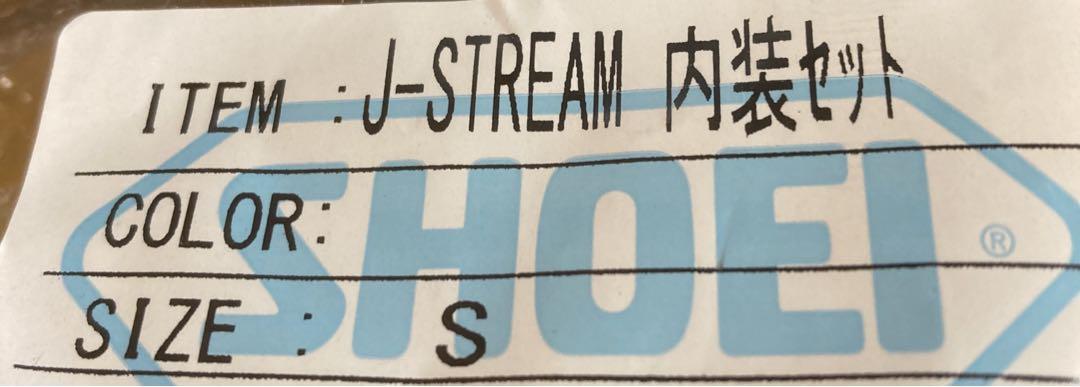 ITEM : J-STREAM 内装セット
COLOR:
SHOEI ®
SIZE : S